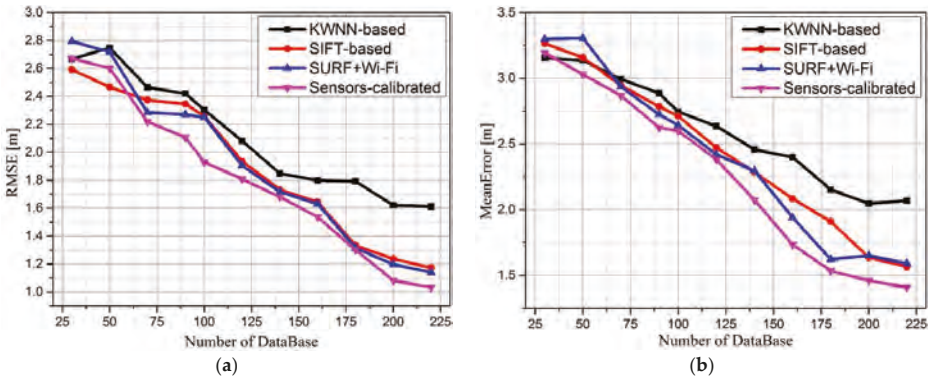 3.0
2.8
2.6
2.4
2.2
2.0
1.8
1.6
1.4
1.2
1.0
RMSE [m]
KWNN-based
SIFT-based
SURF+Wi-Fi
Sensors-calibrated
25 50 75 100 125 150 175 200 225
Number of DataBase
(a)
3.5
3.0
2.5
2.0
1.5
MeanError [m]
KWNN-based
SIFT-based
SURF+Wi-Fi
Sensors-calibrated
25 50 75 100 125 150 175 200 225
Number of DataBase
(b)